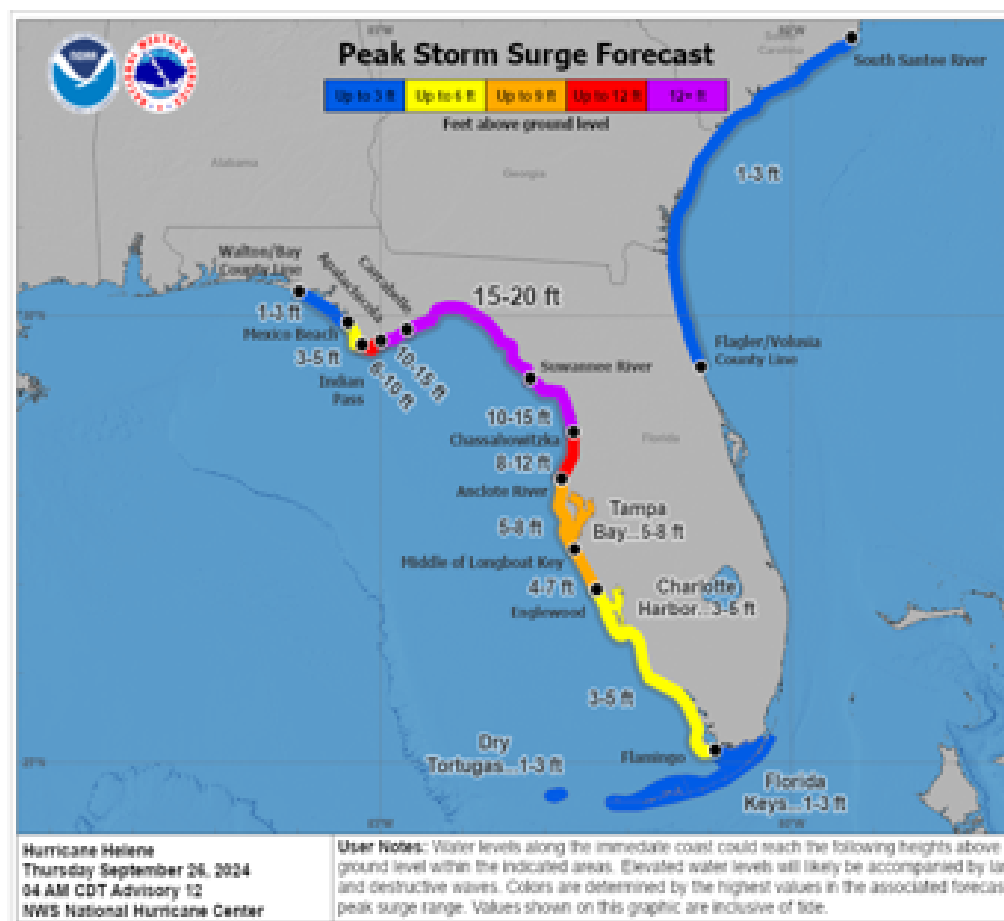 NOAA
Peak Storm Surge Forecast
Up to 3 ft
Up to 6 ft
Up to 9 ft
Up to 12 ft
12+ ft
Feet above ground level
Carolina
South Santee River
Alabama
Georgia
1-3 ft
Walton/Bay
County Line
Apalachicola
Carrabelle
15-20 ft
1-3 ft
Mexico Beach
3-5 ft
Indian
Pass
6-10 ft
10-15 ft
Suwannee River
Flagler/Volusia
County Line
10-15 ft
Chassahowitzka
Florida
8-12 ft
Anclote River
Tampa
Bay...5-8 ft
5-8 ft
Middle of Longboat Key
4-7 ft
Englewood
Charlotte
Harbor...3-5 ft
3-5 ft
Dry
Tortugas...1-3 ft
Flamingo
Florida
Keys...1-3 ft
Hurricane Helene
Thursday September 26, 2024
04 AM CDT Advisory 12
NWS National Hurricane Center
User Notes: Water levels along the immediate coast could reach the following heights above
ground level within the indicated areas. Elevated water levels will likely be accompanied by
and destructive waves. Colors are determined by the highest values in the associated
peak surge range. Values shown on this graphic are inclusive of tide.